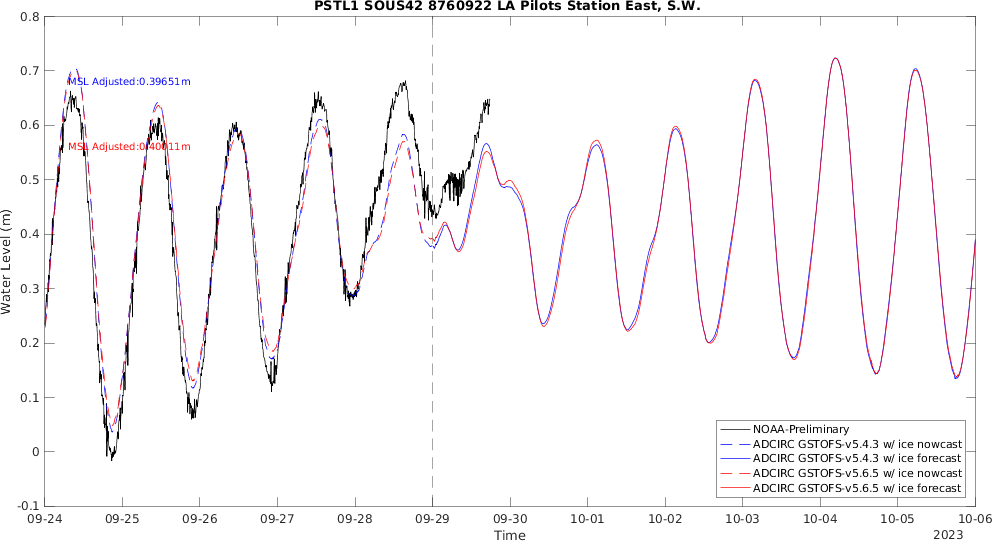 PSTL1 SOUS42 8760922 LA Pilots Station East, S.W.
0.8
0.7
0.6
0.5
0.4
0.3
0.2
0.1
0
-0.1
Water Level (m)
MSL Adjusted:0.39651m
MSL Adjusted:0.40011m
NOAA-Preliminary
ADCIRC GSTOFS-v5.4.3 w/ ice nowcast
ADCIRC GSTOFS-v5.4.3 w/ ice forecast
ADCIRC GSTOFS-v5.6.5 w/ ice nowcast
ADCIRC GSTOFS-v5.6.5 w/ ice forecast
09-24 09-25 09-26 09-27 09-28 09-29 09-30 10-01 10-02 10-03 10-04 10-05 10-06
Time
2023